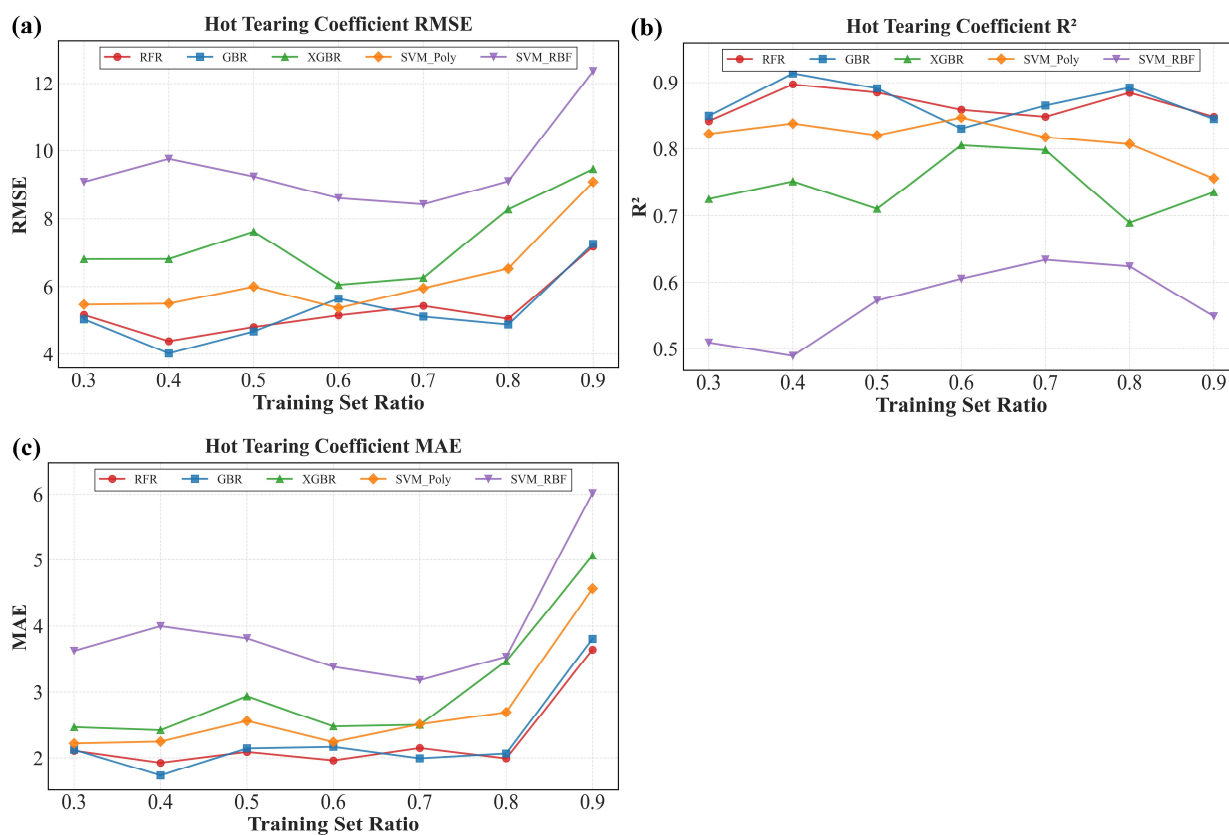 (a)
Hot Tearing Coefficient RMSE
RFR GBR XGBR SVM_Poly SVM_RBF
12
10
8
6
4
RMSE
0.3 0.4 0.5 0.6 0.7 0.8 0.9
Training Set Ratio
(b)
Hot Tearing Coefficient R²
RFR GBR XGBR SVM_Poly SVM_RBF
0.9
0.8
0.7
0.6
0.5
R²
0.3 0.4 0.5 0.6 0.7 0.8 0.9
Training Set Ratio
(c)
Hot Tearing Coefficient MAE
RFR GBR XGBR SVM_Poly SVM_RBF
6
5
4
3
2
MAE
0.3 0.4 0.5 0.6 0.7 0.8 0.9
Training Set Ratio